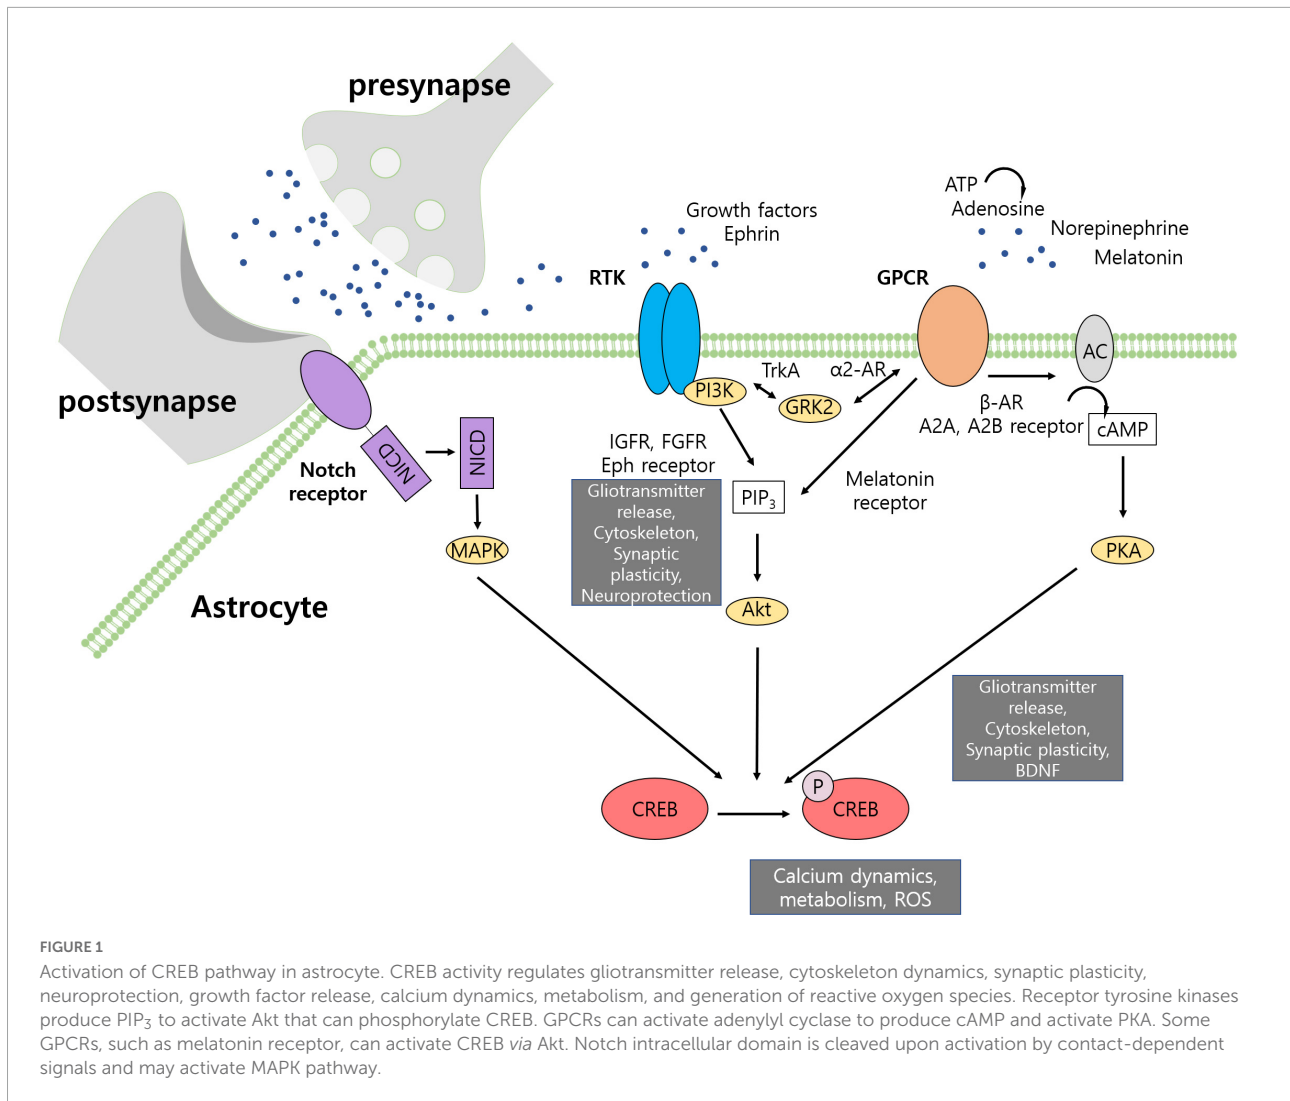 presynapse
postsynapse
Growth factors
Ephrin
RTK
ATP
Adenosine
Norepinephrine
Melatonin
GPCR
AC
PI3K
TrkA
GRK2
α2-AR
β-AR
A2A, A2B receptor
cAMP
Notch
receptor
NICD
NICD
IGFR, FGFR
Eph receptor
Gliotransmitter
release,
Cytoskeleton,
Synaptic
plasticity,
Neuroprotection
PIP₃
Melatonin
receptor
MAPK
PKA
Astrocyte
Akt
Gliotransmitter
release,
Cytoskeleton,
Synaptic plasticity,
BDNF
CREB
P
CREB
Calcium dynamics,
metabolism, ROS
FIGURE 1
Activation of CREB pathway in astrocyte. CREB activity regulates gliotransmitter release, cytoskeleton dynamics, synaptic plasticity,
neuroprotection, growth factor release, calcium dynamics, metabolism, and generation of reactive oxygen species. Receptor tyrosine kinases
produce PIP₃ to activate Akt that can phosphorylate CREB. GPCRs can activate adenylyl cyclase to produce cAMP and activate PKA. Some
GPCRs, such as melatonin receptor, can activate CREB via Akt. Notch intracellular domain is cleaved upon activation by contact-dependent
signals and may activate MAPK pathway.